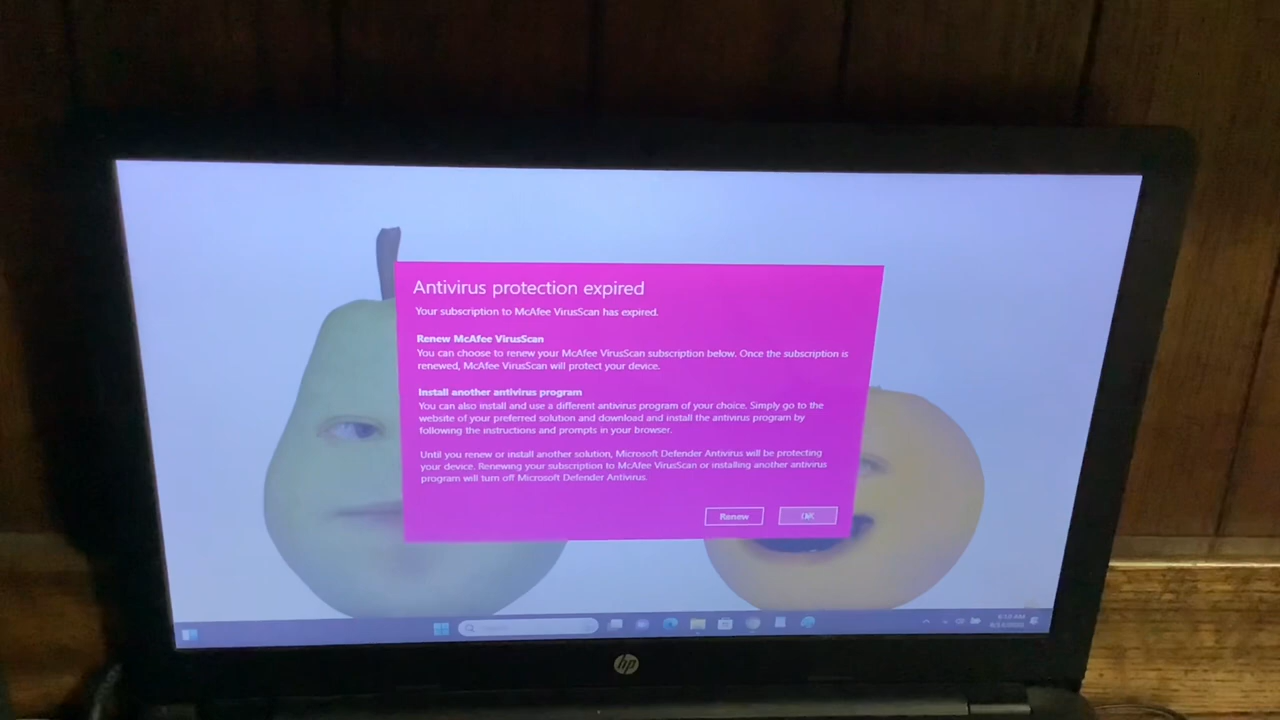 Antivirus protection expired
Your subscription to McAfee VirusScan has expired.
Renew McAfee VirusScan
You can choose to renew your McAfee VirusScan subscription below. Once the subscription is
renewed, McAfee VirusScan will protect your device.
Install another antivirus program
You can also install and use a different antivirus program of your choice. Simply go to the
website of your preferred solution and download and install the antivirus program by
following the instructions and prompts in your browser.
Until you renew or install another solution, Microsoft Defender Antivirus will be protecting
your device. Renewing your subscription to McAfee VirusScan or installing another antivirus
program will turn off Microsoft Defender Antivirus.
Renew
OK
hp